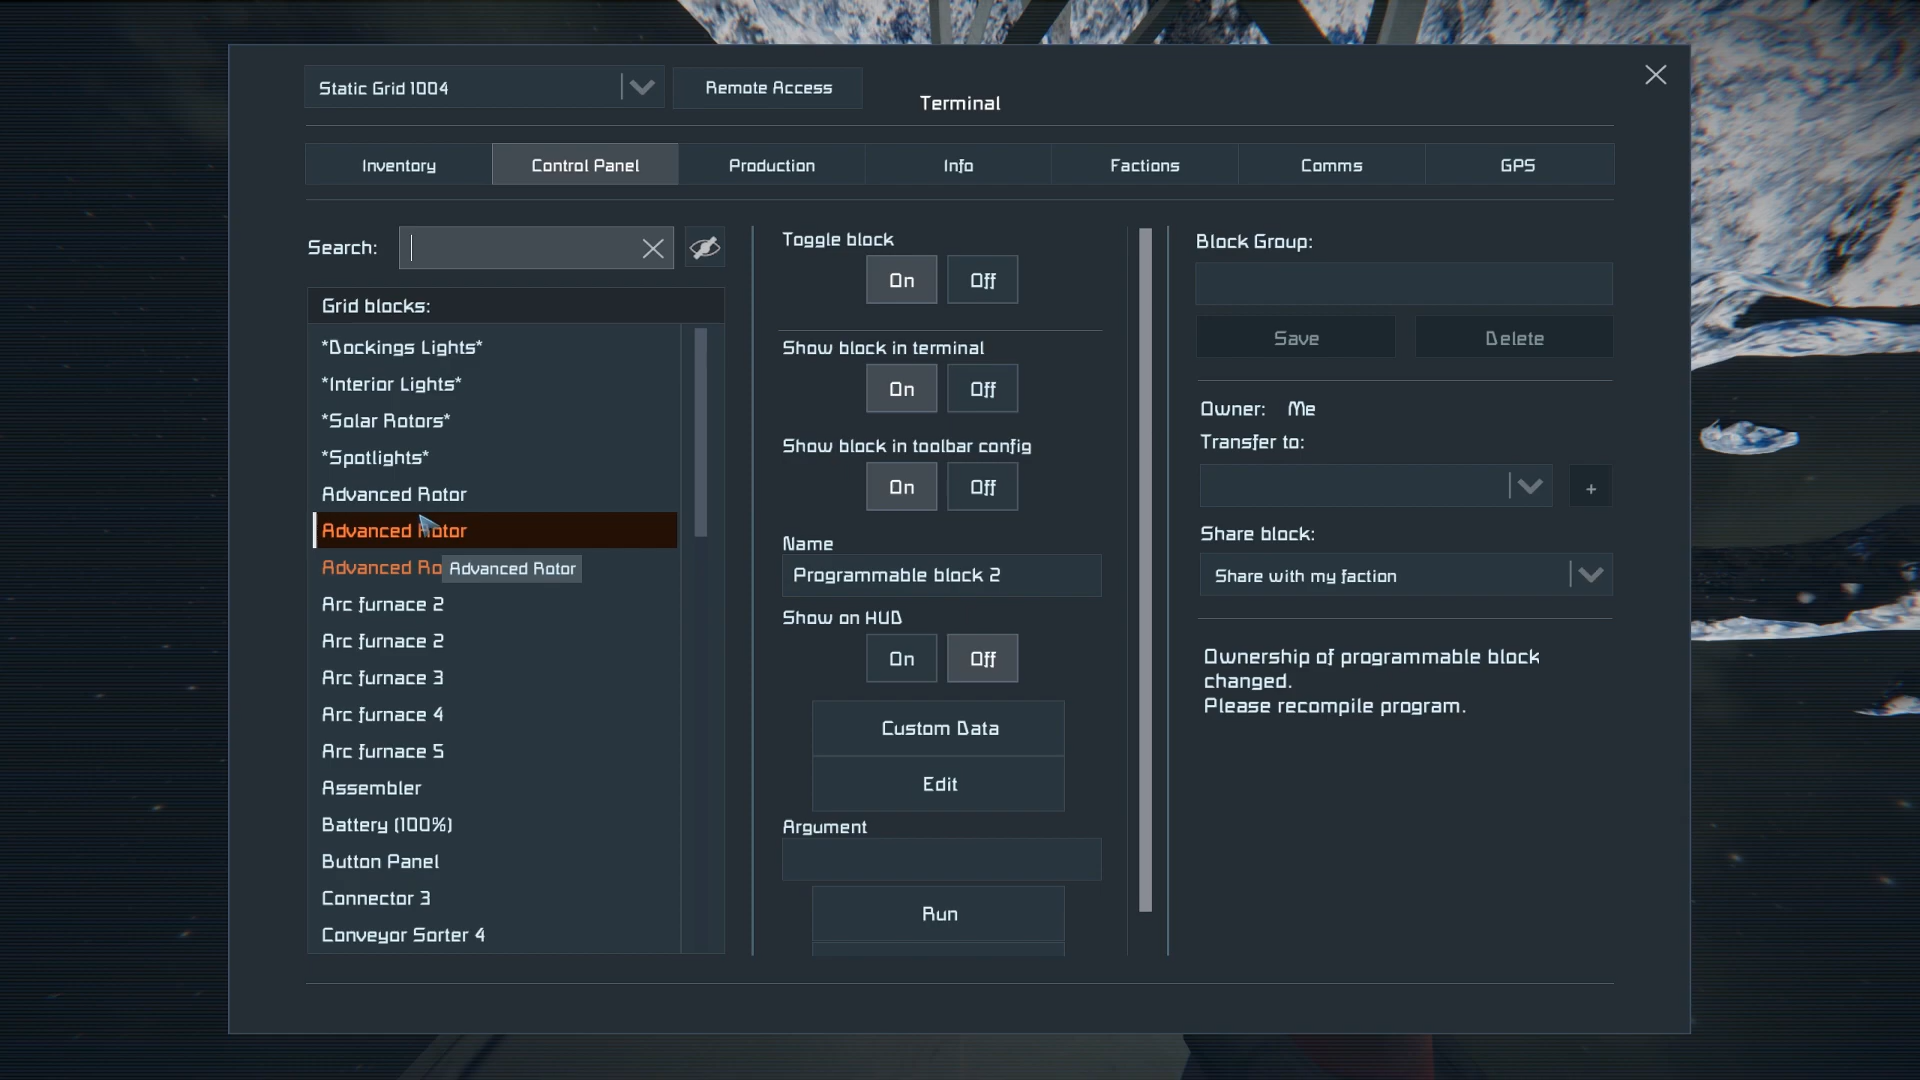 Static Grid 1004
Remote Access
Terminal
Inventory
Control Panel
Production
Info
Factions
Comms
GPS
Search:
Grid blocks:
*Dockings Lights*
*Interior Lights*
*Solar Rotors*
*Spotlights*
Advanced Rotor
Advanced Rotor
Advanced Ro
Advanced Rotor
Arc furnace 2
Arc furnace 2
Arc furnace 3
Arc furnace 4
Arc furnace 5
Assembler
Battery (100%)
Button Panel
Connector 3
Conveyor Sorter 4
Toggle block
On Off
Show block in terminal
On Off
Show block in toolbar config
On Off
Name
Programmable block 2
Show on HUD
On Off
Custom Data
Edit
Argument
Run
Block Group:
Save Delete
Owner: Me
Transfer to:
+
Share block:
Share with my faction
Ownership of programmable block
changed.
Please recompile program.